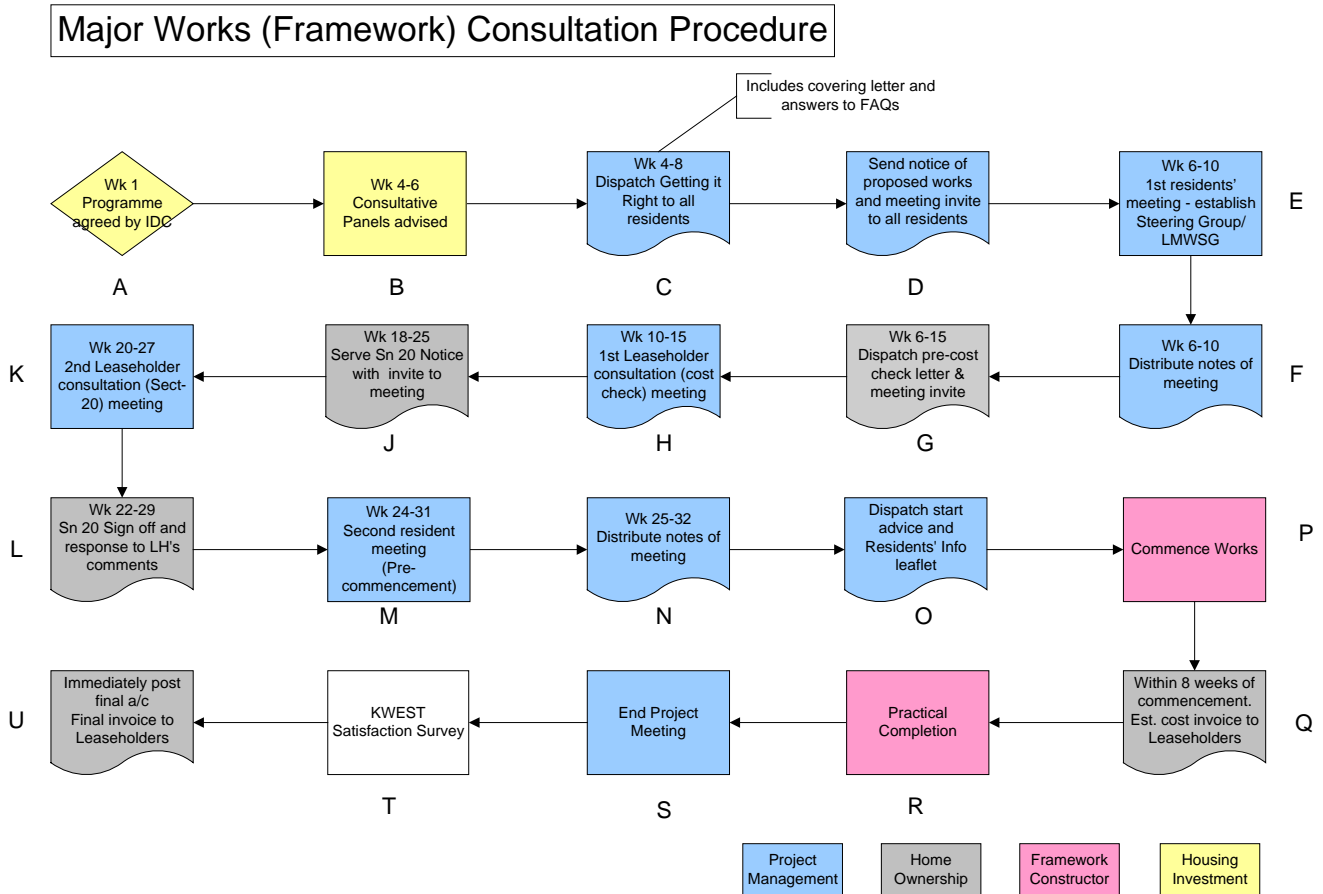 Major Works (Framework) Consultation Procedure
Includes covering letter and
answers to FAQs
Wk 1
Programme
agreed by IDC
Wk 4-6
Consultative
Panels advised
Wk 4-8
Dispatch Getting it
Right to all
residents
Send notice of
proposed works
and meeting invite
to all residents
Wk 6-10
1st residents'
meeting - establish
Steering Group/
LMWSG
E
A
B
C
D
K
Wk 20-27
2nd Leaseholder
consultation (Sect-
20) meeting
Wk 18-25
Serve Sn 20 Notice
with invite to
meeting
Wk 10-15
1st Leaseholder
consultation (cost
check) meeting
Wk 6-15
Dispatch pre-cost
check letter &
meeting invite
Wk 6-10
Distribute notes of
meeting
F
J
H
G
L
Wk 22-29
Sn 20 Sign off and
response to LH's
comments
Wk 24-31
Second resident
meeting
(Pre-
commencement)
Wk 25-32
Distribute notes of
meeting
Dispatch start
advice and
Residents' Info
leaflet
Commence Works
P
M
N
O
U
Immediately post
final a/c
Final invoice to
Leaseholders
KWEST
Satisfaction Survey
End Project
Meeting
Practical
Completion
Within 8 weeks of
commencement.
Est. cost invoice to
Leaseholders
Q
T
S
R
Project
Management
Home
Ownership
Framework
Constructor
Housing
Investment